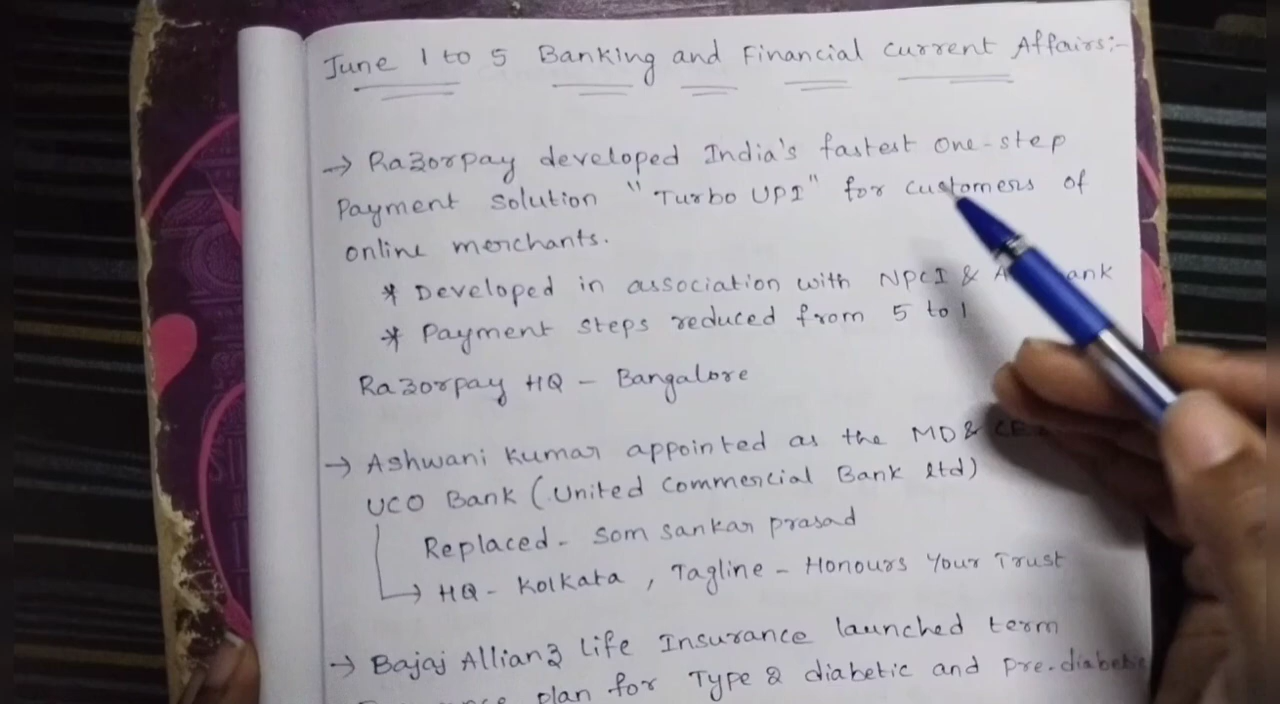 June 1 to 5 Banking and Financial Current Affairs:-
→ Razorpay developed India's fastest one-step
Payment solution "Turbo UPI" for customers of
online merchants.
* Developed in association with NPCI &
* Payment steps reduced from 5 to 1
Razorpay HQ - Bangalore
→ Ashwani Kumar appointed as the MD &
UCO Bank (United Commercial Bank ltd)
Replaced - Som sankar prasad
→ HQ - Kolkata, Tagline - Honours Your Trust
→ Bajaj Allianz Life Insurance launched term
plan for Type 2 diabetic and pre-diabetic